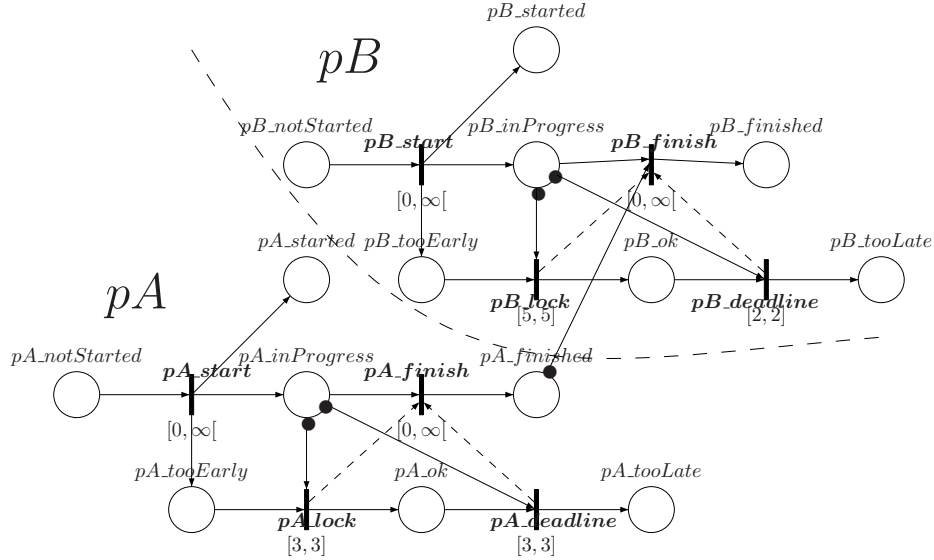 pB_started
pB
pB_notStarted
pB_start
pB_inProgress
pB_finish
pB_finished
[0, ∞[
[0, ∞[
pA_started
pB_tooEarly
pB_ok
pB_tooLate
pA
pB_lock
pB_deadline
[5, 5]
[2, 2]
pA_notStarted
pA_start
pA_inProgress
pA_finish
pA_finished
[0, ∞[
[0, ∞[
pA_tooEarly
pA_ok
pA_tooLate
pA_lock
pA_deadline
[3, 3]
[3, 3]